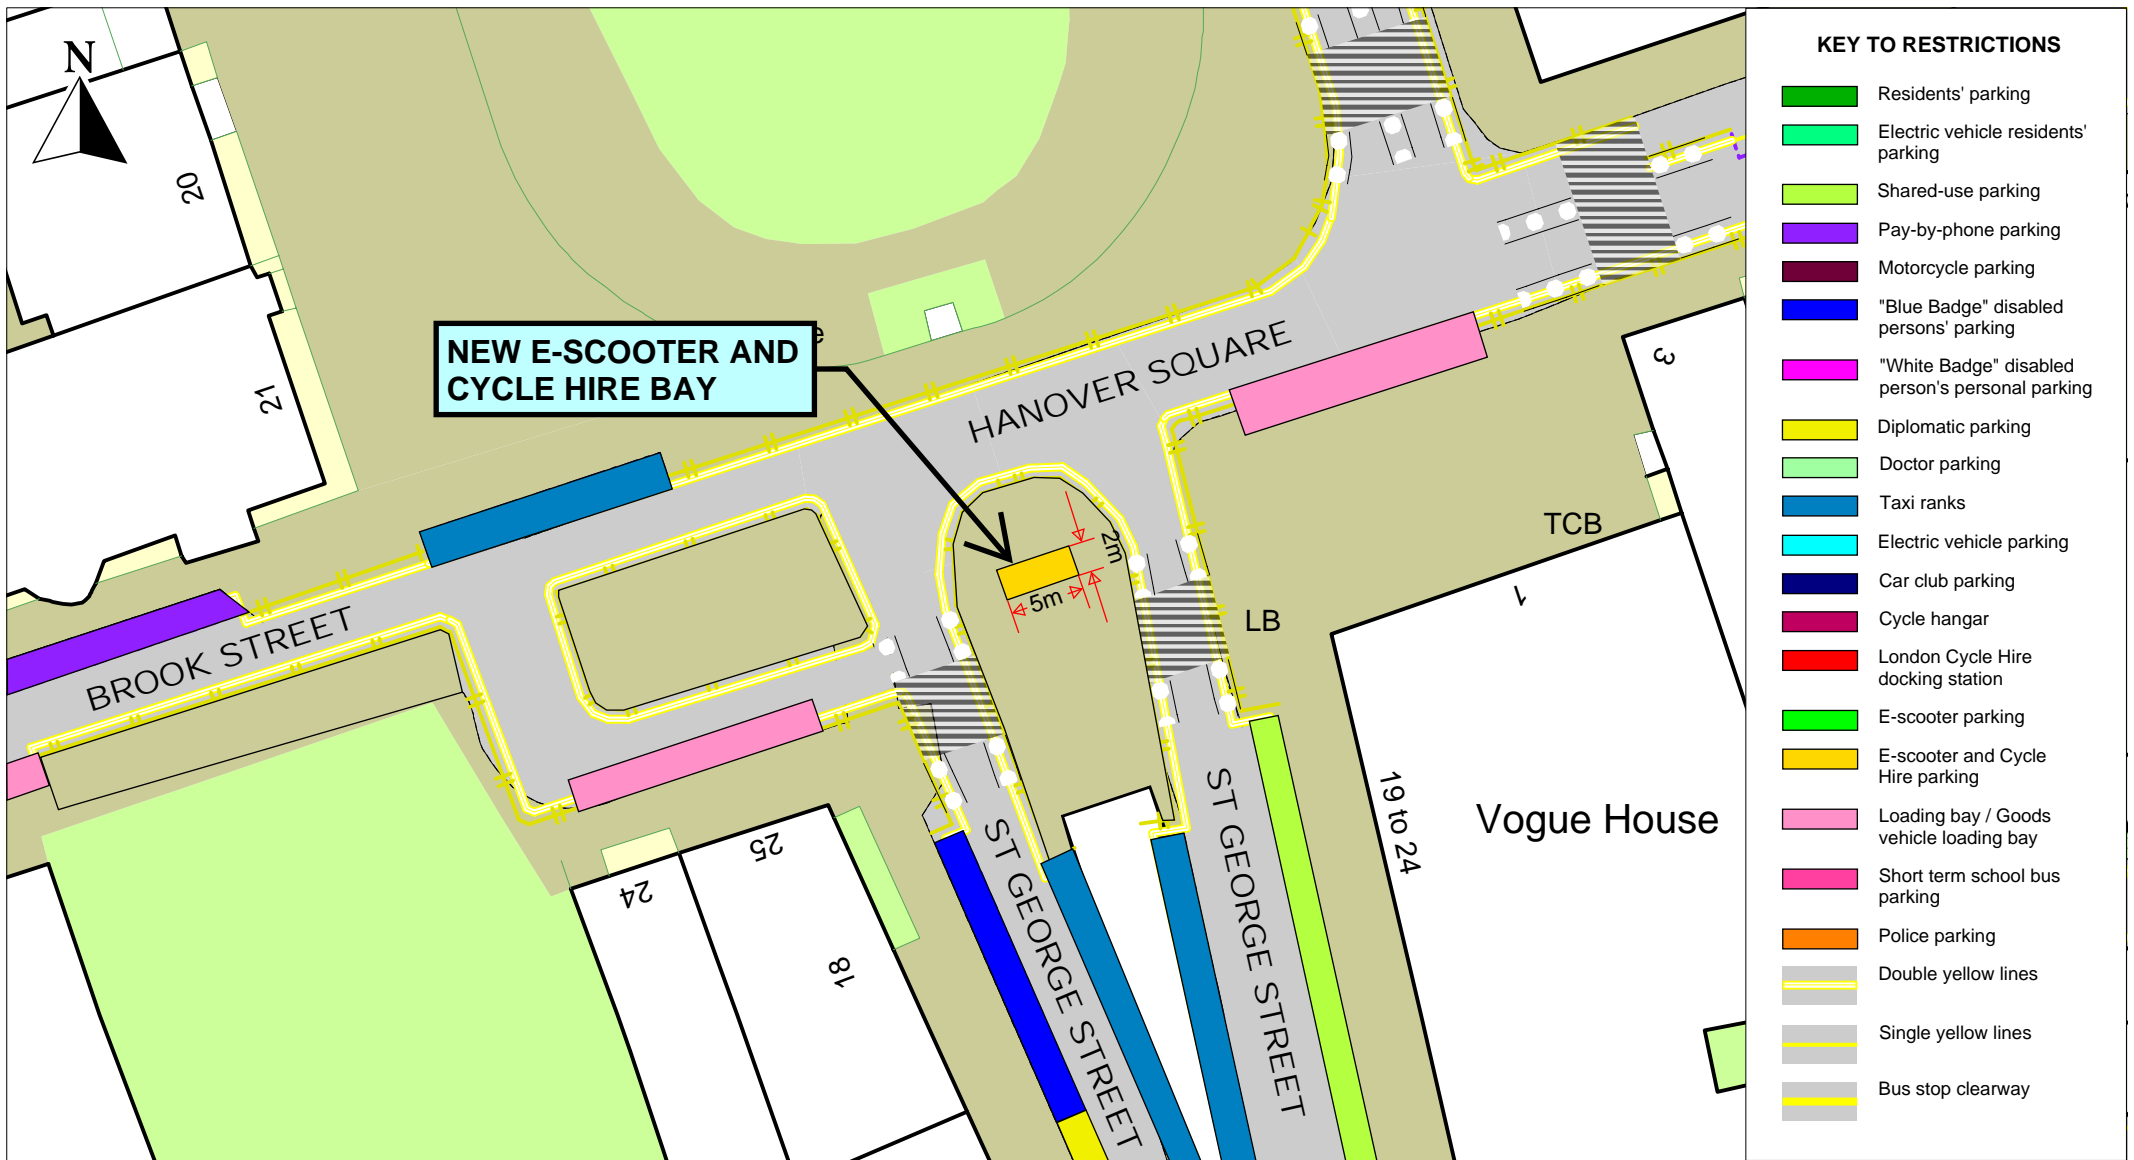 N
20
21
e
NEW E-SCOOTER AND
CYCLE HIRE BAY
HANOVER SQUARE
BROOK STREET
2m
5m
TCB
LB
3
1
19 to 24
Vogue House
ST GEORGE STREET
ST GEORGE STREET
25
24
18
KEY TO RESTRICTIONS
Residents' parking
Electric vehicle residents'
parking
Shared-use parking
Pay-by-phone parking
Motorcycle parking
"Blue Badge" disabled
persons' parking
"White Badge" disabled
person's personal parking
Diplomatic parking
Doctor parking
Taxi ranks
Electric vehicle parking
Car club parking
Cycle hangar
London Cycle Hire
docking station
E-scooter parking
E-scooter and Cycle
Hire parking
Loading bay / Goods
vehicle loading bay
Short term school bus
parking
Police parking
Double yellow lines
Single yellow lines
Bus stop clearway